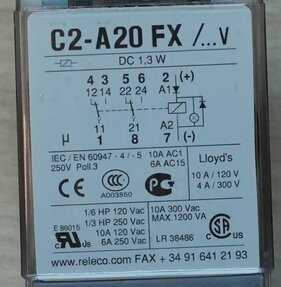 C2-A20 FX /...V
DC 1,3 W
4 3 5 6 2 (+)
12 14 22 24 A1
11 21 A2
µ 1 8 7 (-)
IEC / EN 60947 - 4 / - 5 10A AC1
250V Poll.3 6A AC15
Lloyd's
10 A / 120 V
4 A / 300 V
CCC
A003850
PG
1/6 HP 120 Vac
1/3 HP 250 Vac
10A 300 Vac
MAX.1200 VA
E 86015
10A 120 Vac
6A 250 Vac
LR 38486
www.releco.com FAX + 34 91 641 21 93